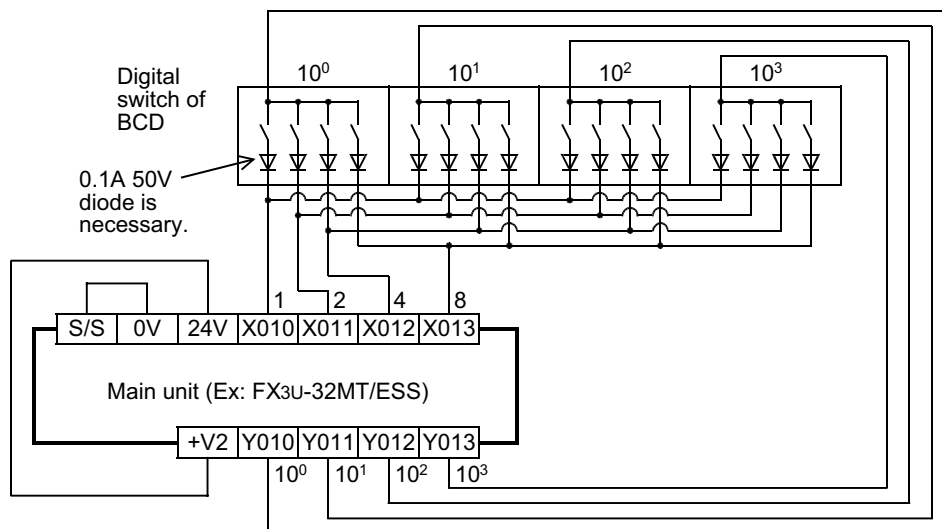 Digital
switch of
BCD
10⁰ 10¹ 10² 10³
0.1A 50V
diode is
necessary.
1 2 4 8
S/S 0V 24V X010 X011 X012 X013
Main unit (Ex: FX3U-32MT/ESS)
+V2 Y010 Y011 Y012 Y013
10⁰ 10¹ 10² 10³